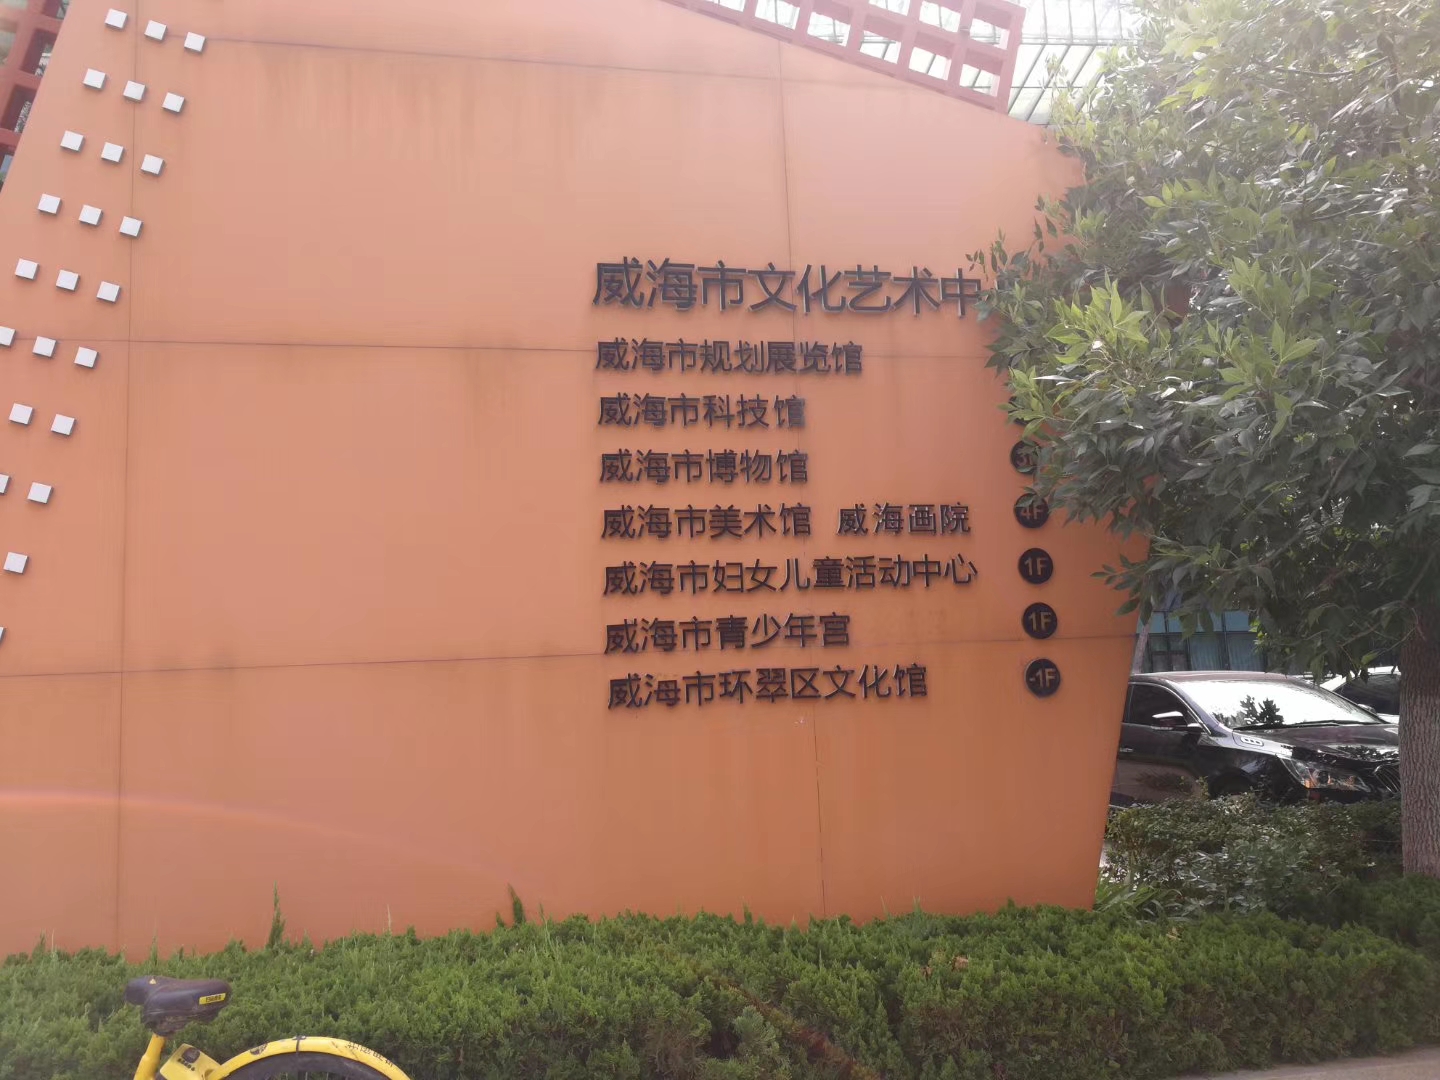 威海市文化艺术中
威海市规划展览馆
威海市科技馆
威海市博物馆 3F
威海市美术馆 威海画院 4F
威海市妇女儿童活动中心 1F
威海市青少年宫 1F
威海市环翠区文化馆 -1F